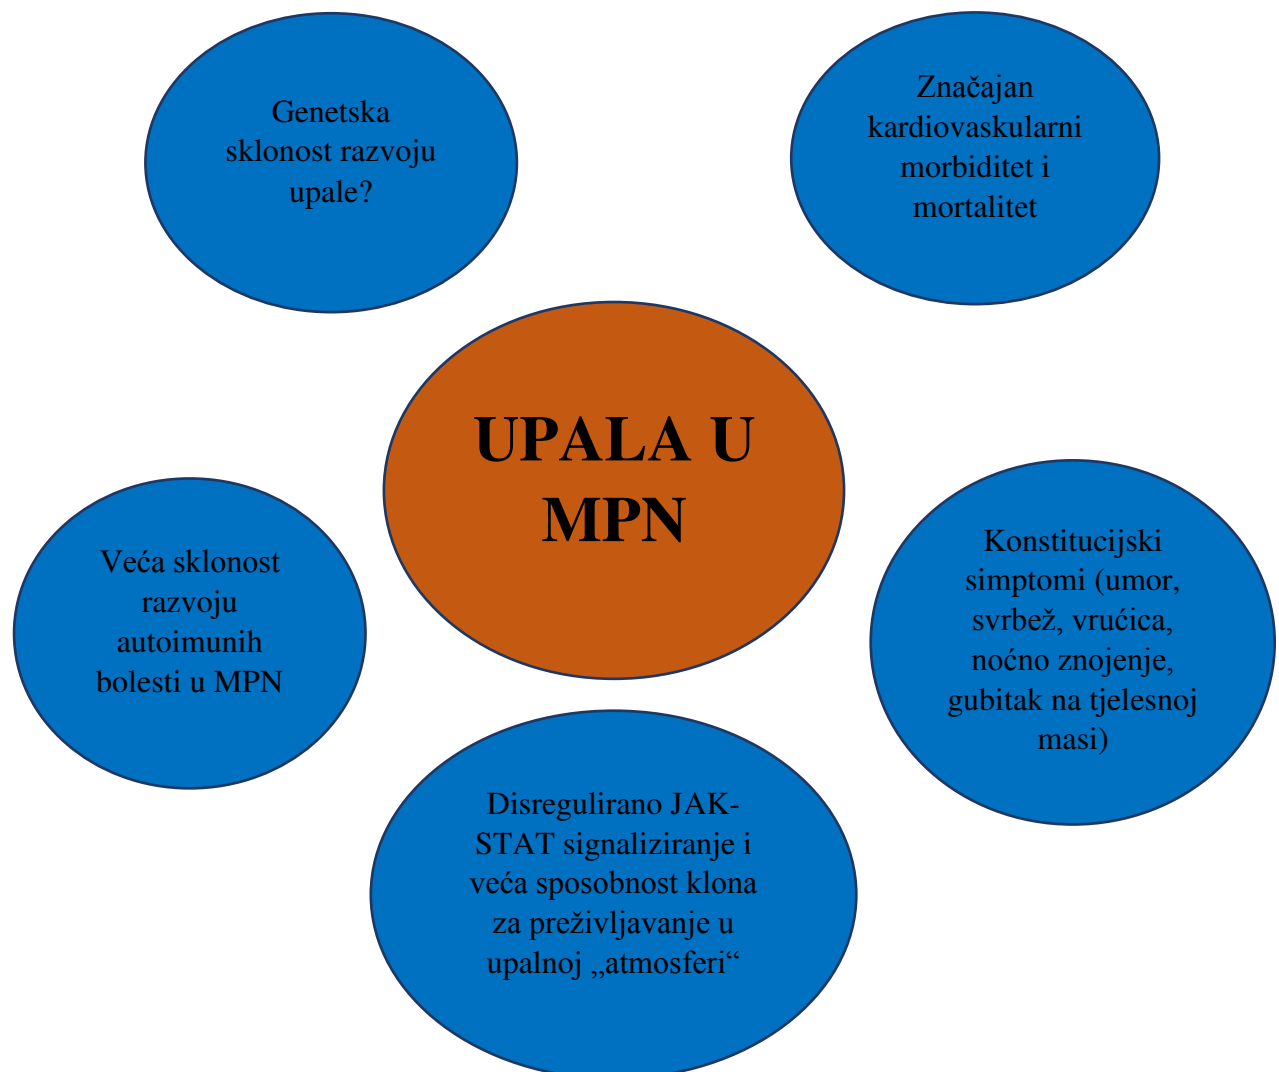 Genetska
sklonost razvoju
upale?
Značajan
kardiovaskularni
morbiditet i
mortalitet
UPALA U
MPN
Veća sklonost
razvoju
autoimunih
bolesti u MPN
Konstitucijski
simptomi (umor,
svrbež, vrućica,
noćno znojenje,
gubitak na tjelesnoj
masi)
Disregulirano JAK-
STAT signaliziranje i
veća sposobnost klona
za preživljavanje u
upalnoj „atmosferi“